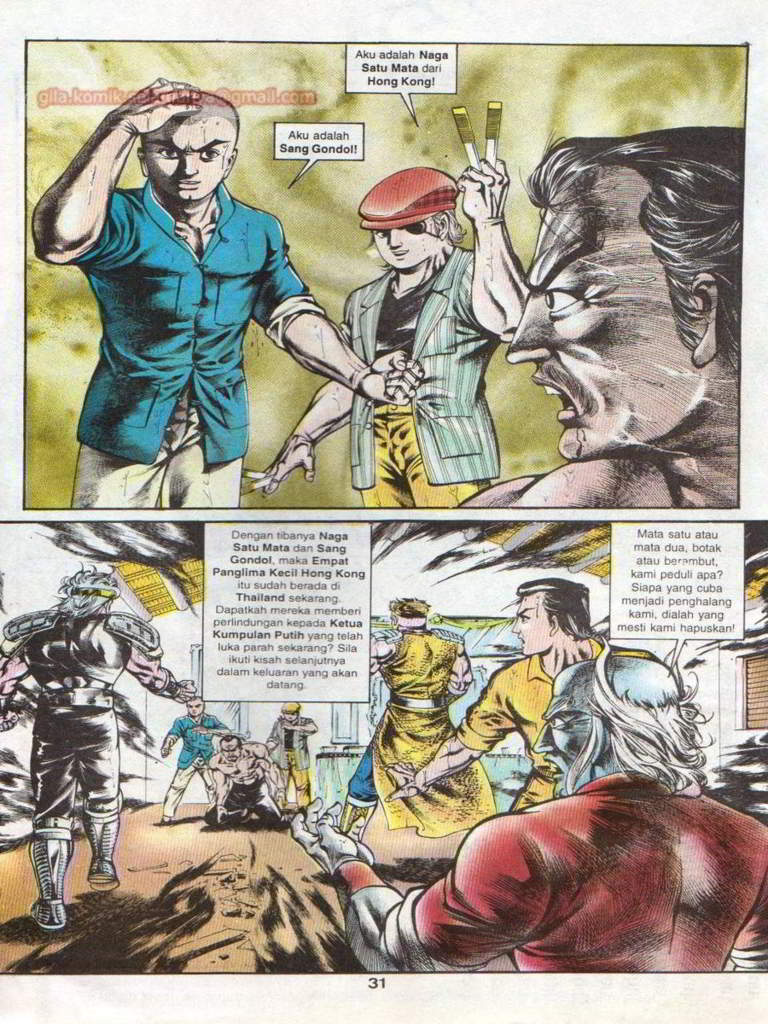 Aku adalah Naga
Satu Mata dari
Hong Kong!
Aku adalah
Sang Gondol!
Dengan tibanya Naga
Satu Mata dan Sang
Gondol, maka Empat
Panglima Kecil Hong Kong
itu sudah berada di
Thailand sekarang.
Dapatkah mereka memberi
perlindungan kepada Ketua
Kumpulan Putih yang telah
luka parah sekarang? Sila
ikuti kisah selanjutnya
dalam keluaran yang akan
datang.
Mata satu atau
mata dua, botak
atau berambut,
kami peduli apa?
Siapa yang cuba
menjadi penghalang
kami, dialah yang
mesti kami hapuskan!
31